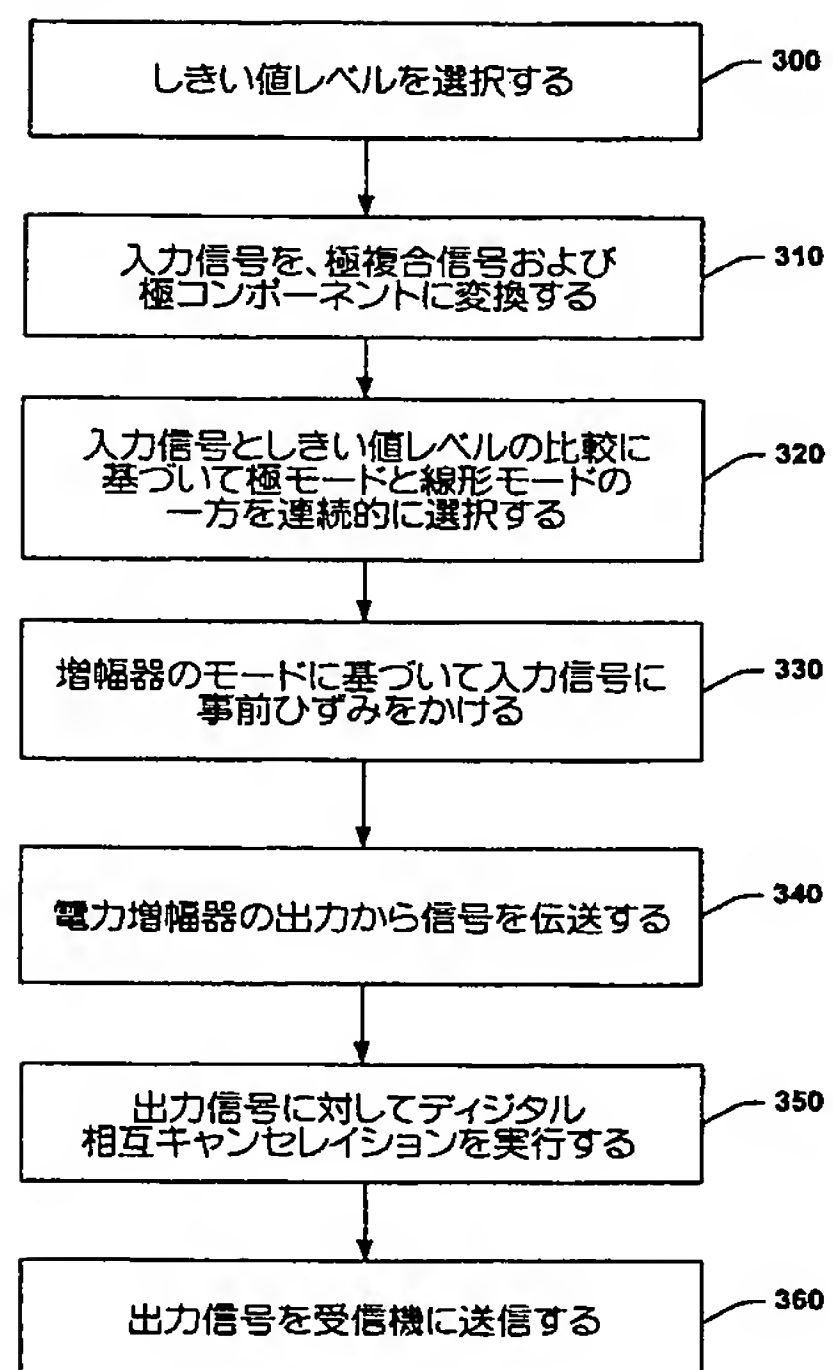 しきい値レベルを選択する
300
入力信号を、極複合信号および
極コンポーネントに変換する
310
入力信号としきい値レベルの比較に
基づいて極モードと線形モードの
一方を連続的に選択する
320
増幅器のモードに基づいて入力信号に
事前ひずみをかける
330
電力増幅器の出力から信号を伝送する
340
出力信号に対してディジタル
相互キャンセレイションを実行する
350
出力信号を受信機に送信する
360